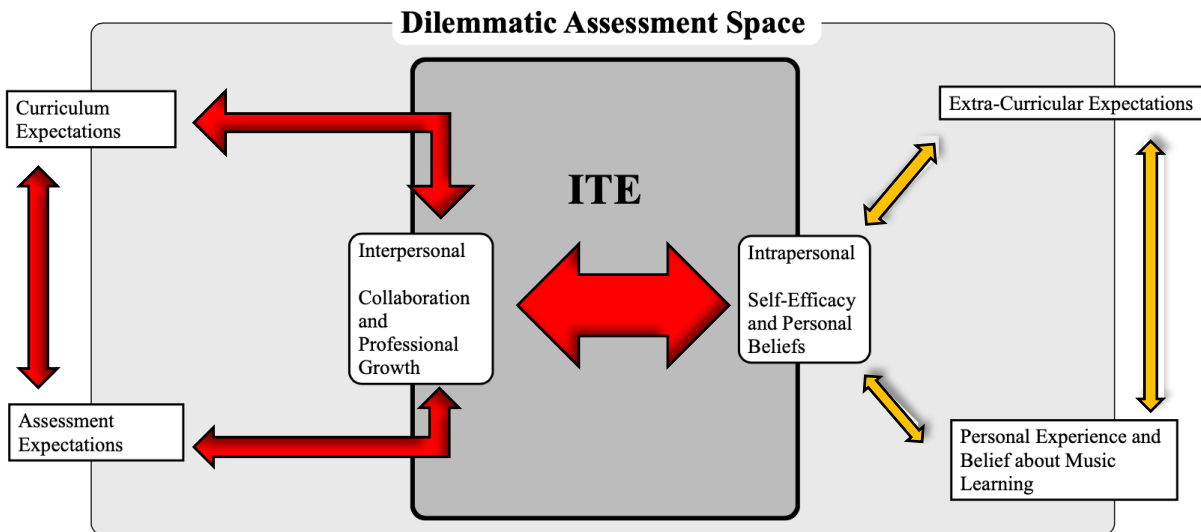 Dilemmatic Assessment Space
Curriculum
Expectations
Extra-Curricular Expectations
ITE
Interpersonal
Collaboration
and
Professional
Growth
Intrapersonal
Self-Efficacy
and Personal
Beliefs
Assessment
Expectations
Personal Experience and
Belief about Music
Learning